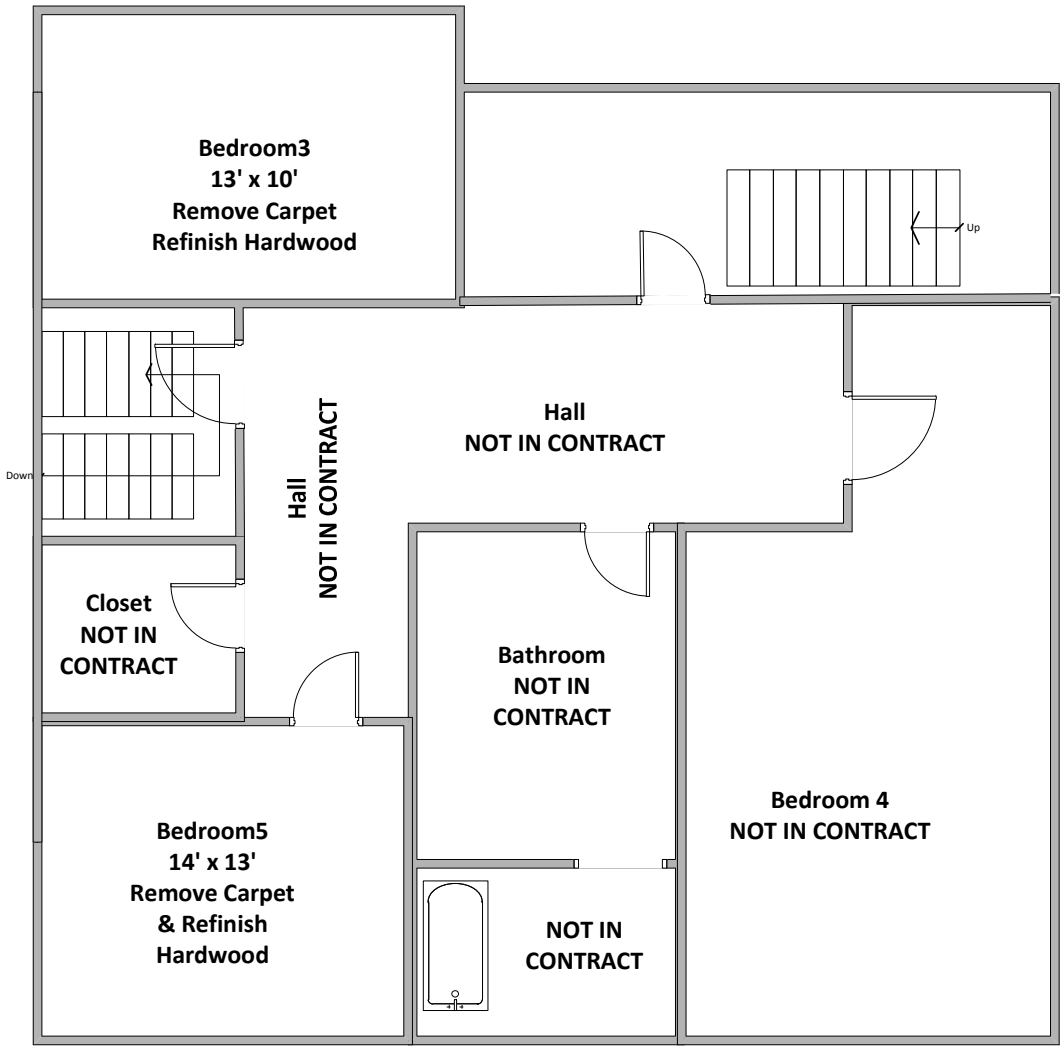 Bedroom3
13' x 10'
Remove Carpet
Refinish Hardwood
Up
Hall
NOT IN CONTRACT
Hall
NOT IN CONTRACT
Down
Closet
NOT IN
CONTRACT
Bathroom
NOT IN
CONTRACT
Bedroom 4
NOT IN CONTRACT
Bedroom5
14' x 13'
Remove Carpet
& Refinish
Hardwood
NOT IN
CONTRACT